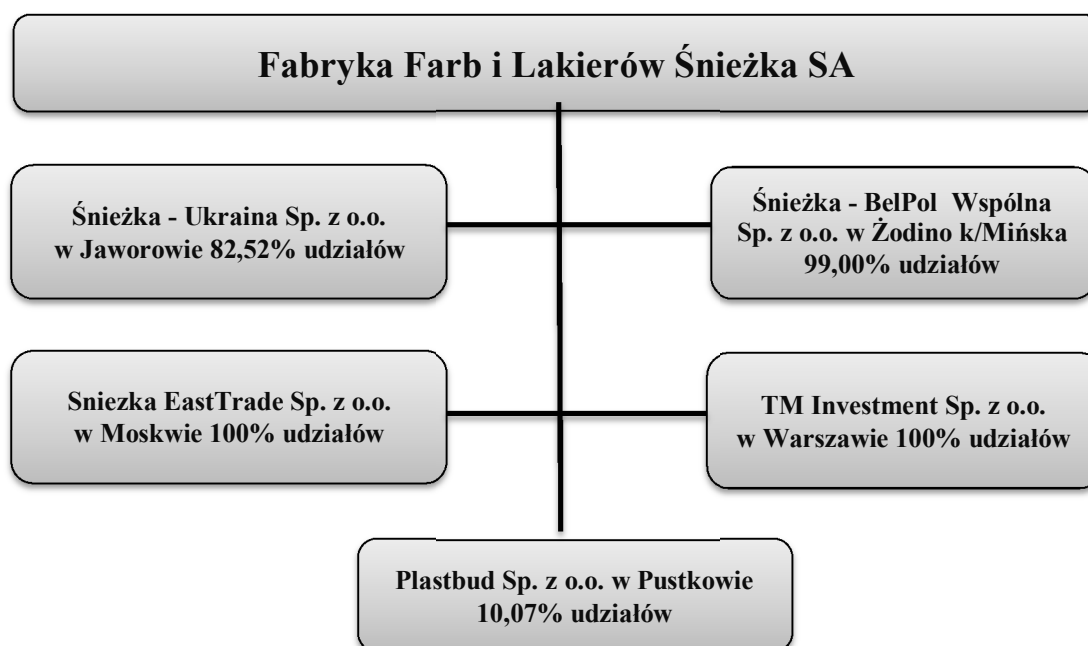 Fabryka Farb i Lakierów Śnieżka SA
Śnieżka - Ukraina Sp. z o.o.
w Jaworowie 82,52% udziałów
Śnieżka - BelPol Wspólna
Sp. z o.o. w Żodino k/Mińska
99,00% udziałów
Sniezka EastTrade Sp. z o.o.
w Moskwie 100% udziałów
TM Investment Sp. z o.o.
w Warszawie 100% udziałów
Plastbud Sp. z o.o. w Pustkowie
10,07% udziałów